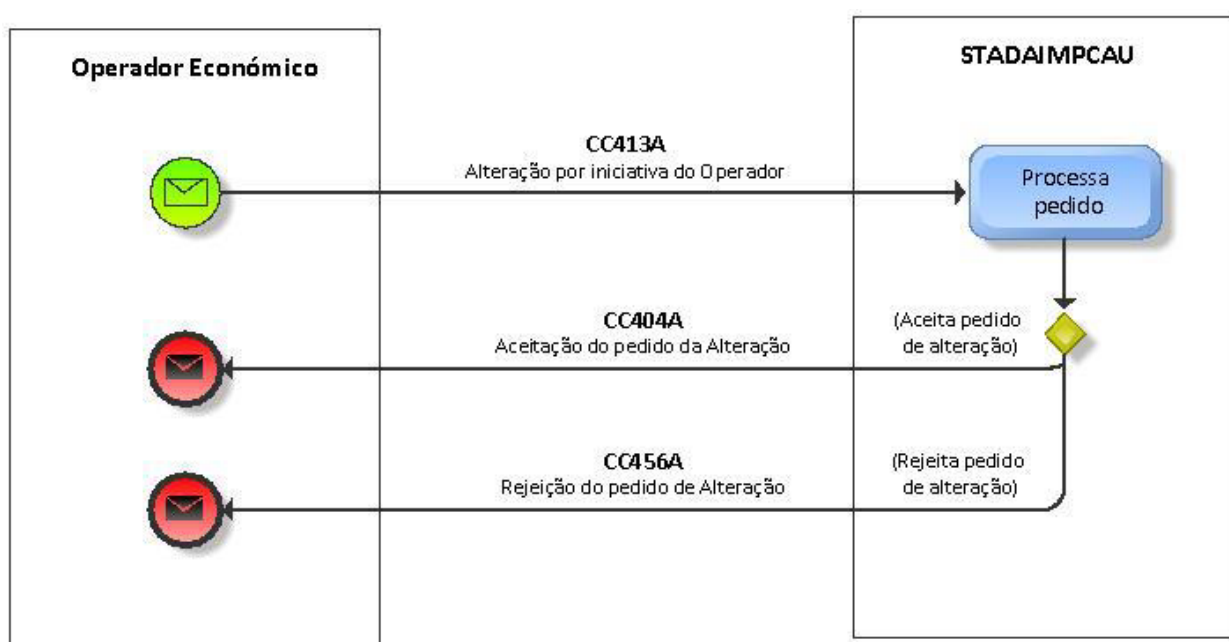 Operador Económico
STADAIMPCAU
CC413A
Alteração por iniciativa do Operador
Processa
pedido
CC404A
Aceitação do pedido da Alteração
(Aceita pedido
de alteração)
CC456A
Rejeição do pedido de Alteração
(Rejeita pedido
de alteração)